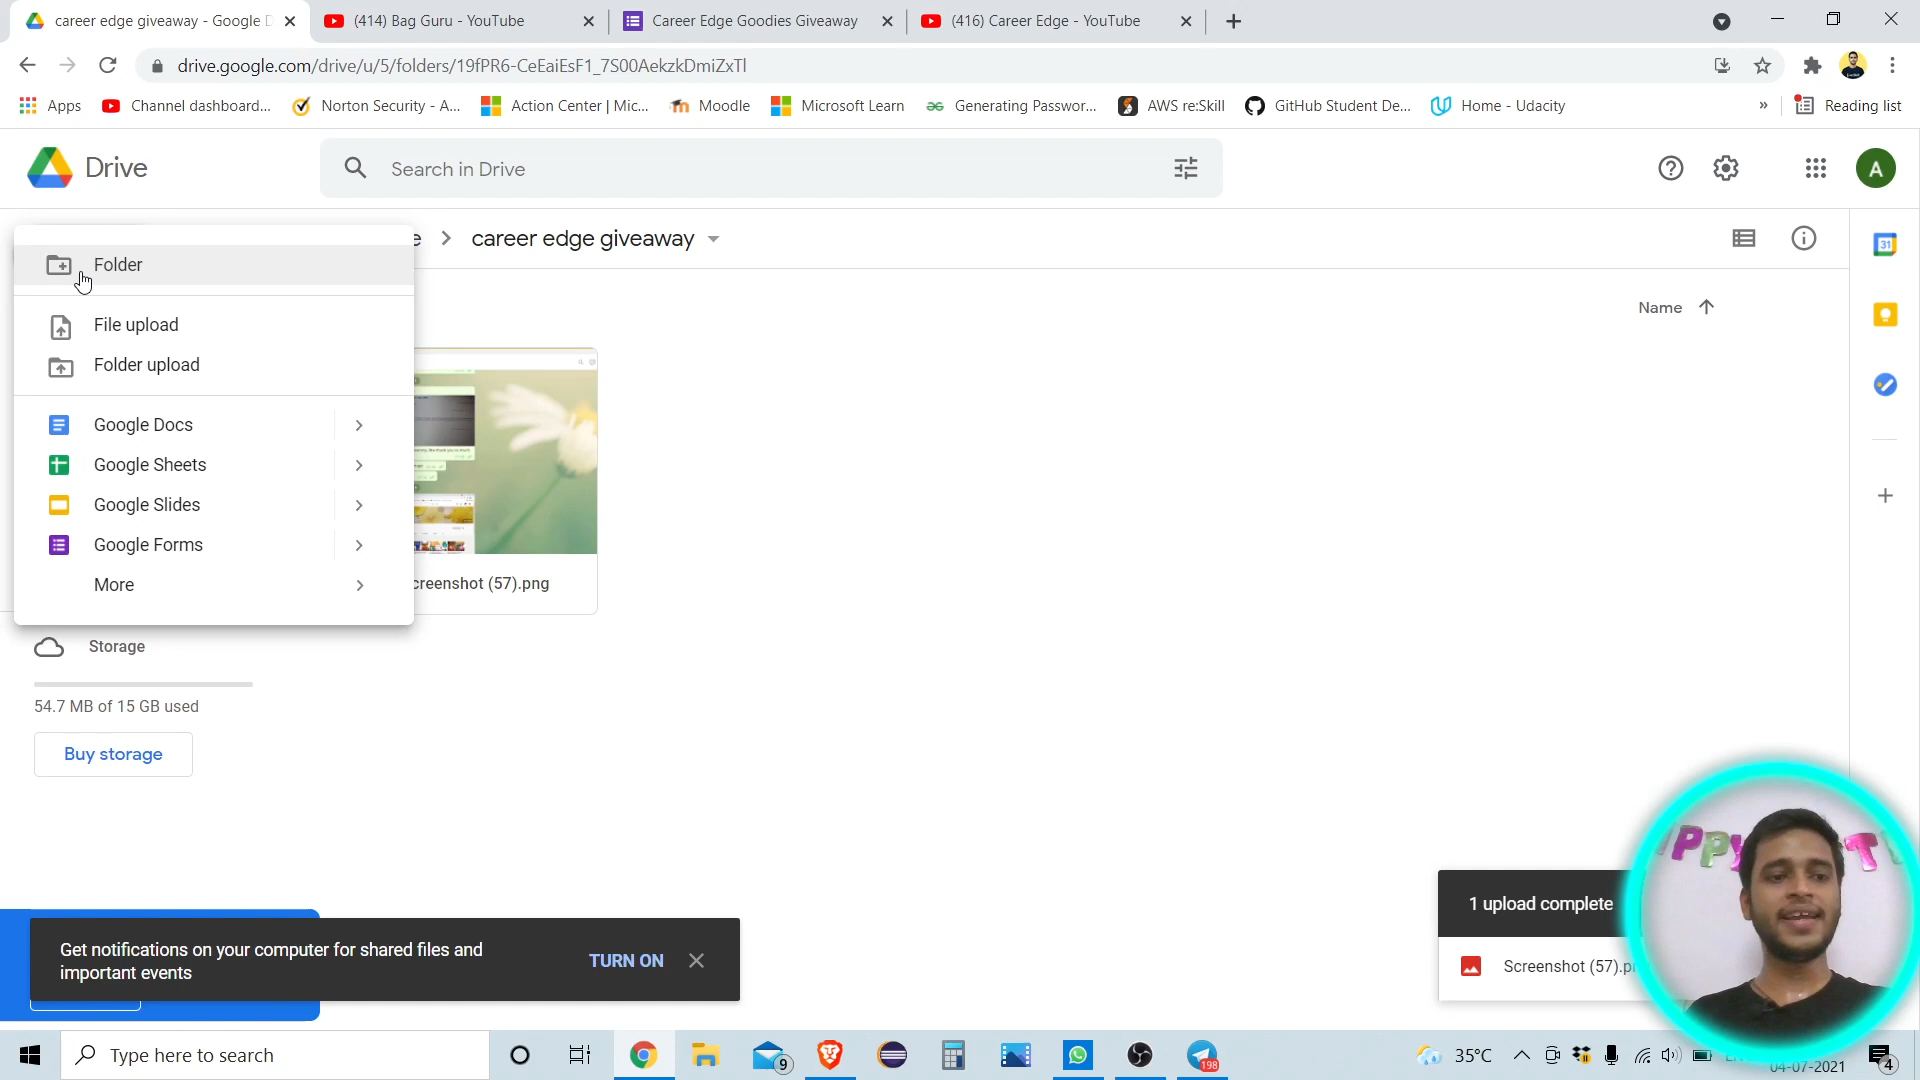 career edge giveaway - Google D
(414) Bag Guru - YouTube
Career Edge Goodies Giveaway
(416) Career Edge - YouTube
drive.google.com/drive/u/5/folders/19fPR6-CeEaiEsF1_7S00AekzkDmiZxTl
Apps
Channel dashboard...
Norton Security - A...
Action Center | Mic...
Moodle
Microsoft Learn
Generating Passwor...
AWS re:Skill
GitHub Student De...
Home - Udacity
»
Reading list
Drive
Search in Drive
A
e > career edge giveaway
31
Folder
Name
File upload
Folder upload
Google Docs
Google Sheets
Google Slides
Google Forms
More
creenshot (57).png
Storage
54.7 MB of 15 GB used
Buy storage
Get notifications on your computer for shared files and
important events
TURN ON
1 upload complete
Screenshot (57).p
PPY
T
Type here to search
9
198
35°C
04-07-2021
4